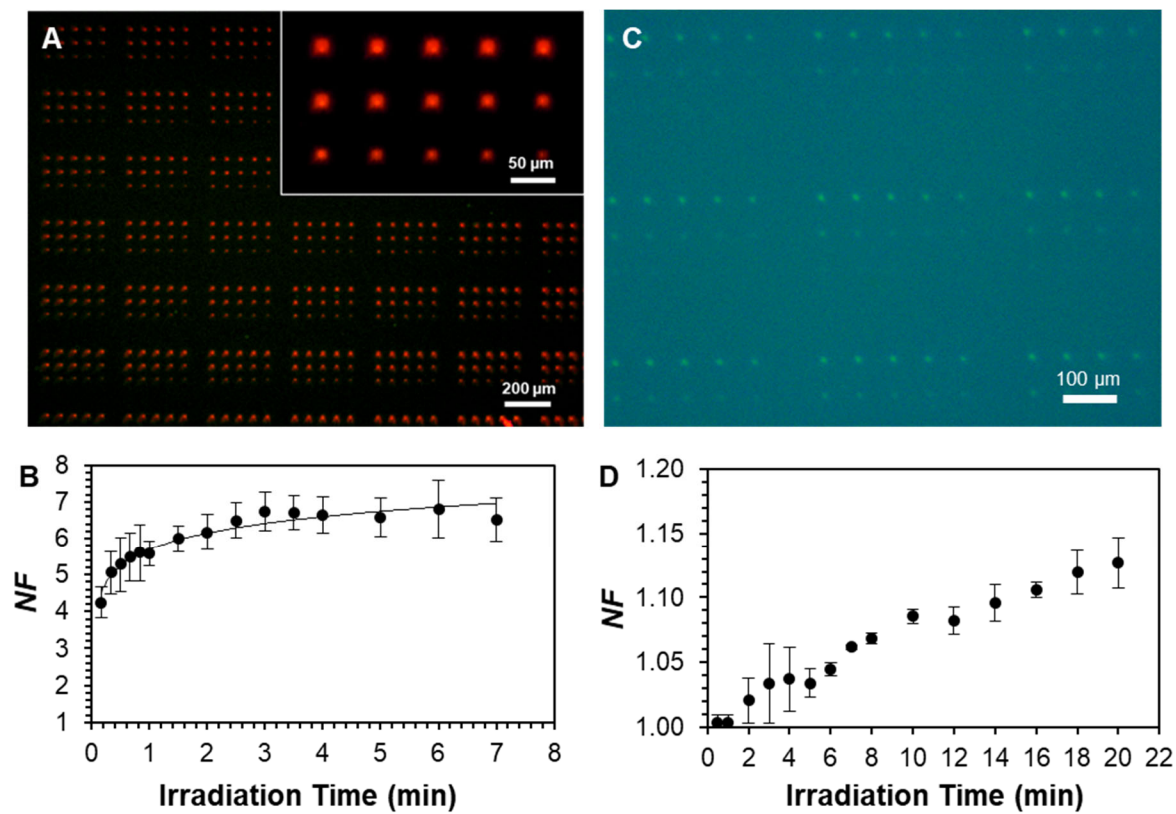 A
50 µm
200 µm
C
100 µm
B
8
7
6
5
4
3
2
1
NF
0 1 2 3 4 5 6 7 8
Irradiation Time (min)
D
1.20
1.15
1.10
1.05
1.00
NF
0 2 4 6 8 10 12 14 16 18 20 22
Irradiation Time (min)